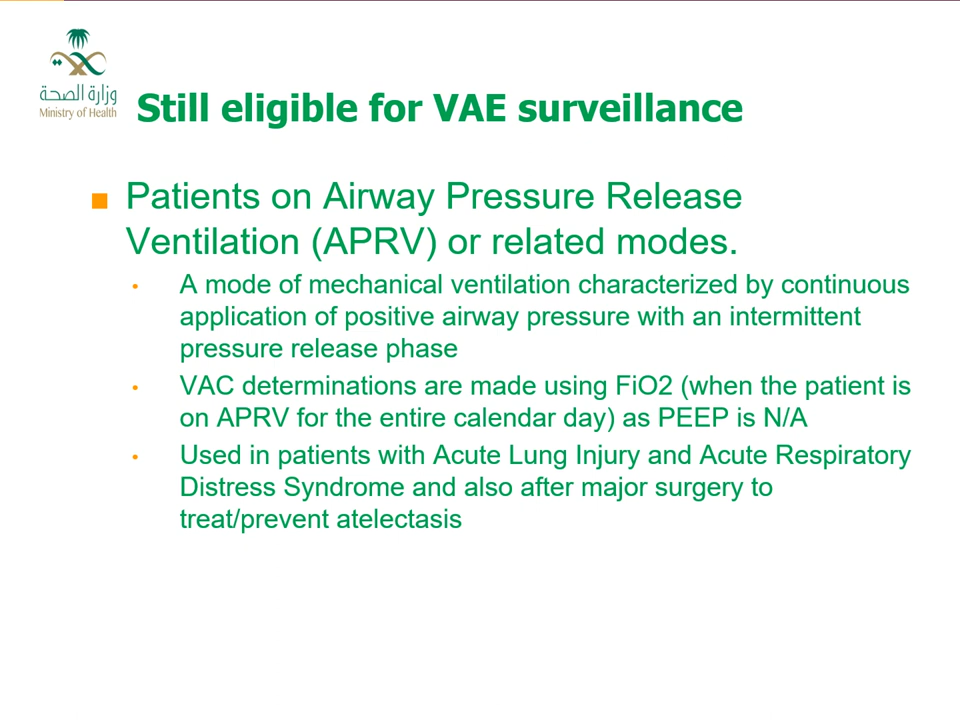 وزارة الصحة
Ministry of Health
Still eligible for VAE surveillance
Patients on Airway Pressure Release
Ventilation (APRV) or related modes.
A mode of mechanical ventilation characterized by continuous
application of positive airway pressure with an intermittent
pressure release phase
VAC determinations are made using FiO2 (when the patient is
on APRV for the entire calendar day) as PEEP is N/A
Used in patients with Acute Lung Injury and Acute Respiratory
Distress Syndrome and also after major surgery to
treat/prevent atelectasis